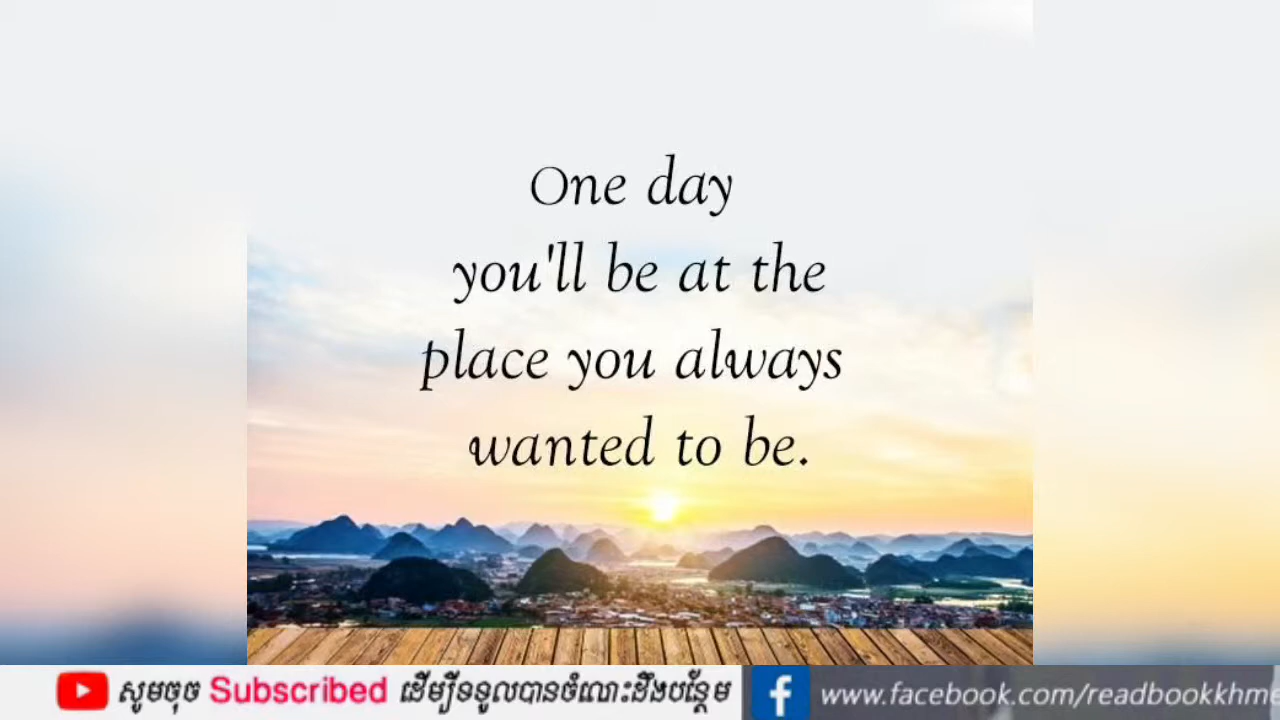 One day
you'll be at the
place you always
wanted to be.
សូមចុច Subscribed ដើម្បីទទួលបានចំណេះដឹងបន្ថែម
www.facebook.com/readbookkhme